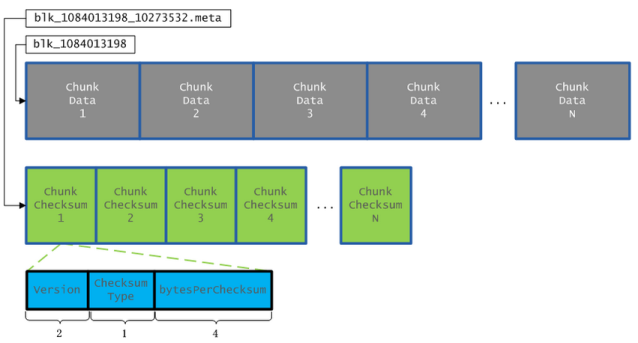 blk_1084013198_10273532.meta
blk_1084013198
Chunk
Data
1
Chunk
Data
2
Chunk
Data
3
Chunk
Data
4
...
Chunk
Data
N
Chunk
Checksum
1
Chunk
Checksum
2
Chunk
Checksum
3
Chunk
Checksum
4
...
Chunk
Checksum
N
Version
Checksum
Type
bytesPerChecksum
2
1
4